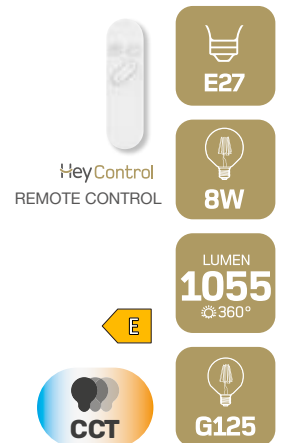 E27
HeyControl
REMOTE CONTROL
8W
LUMEN
1055
360°
E
CCT
G125